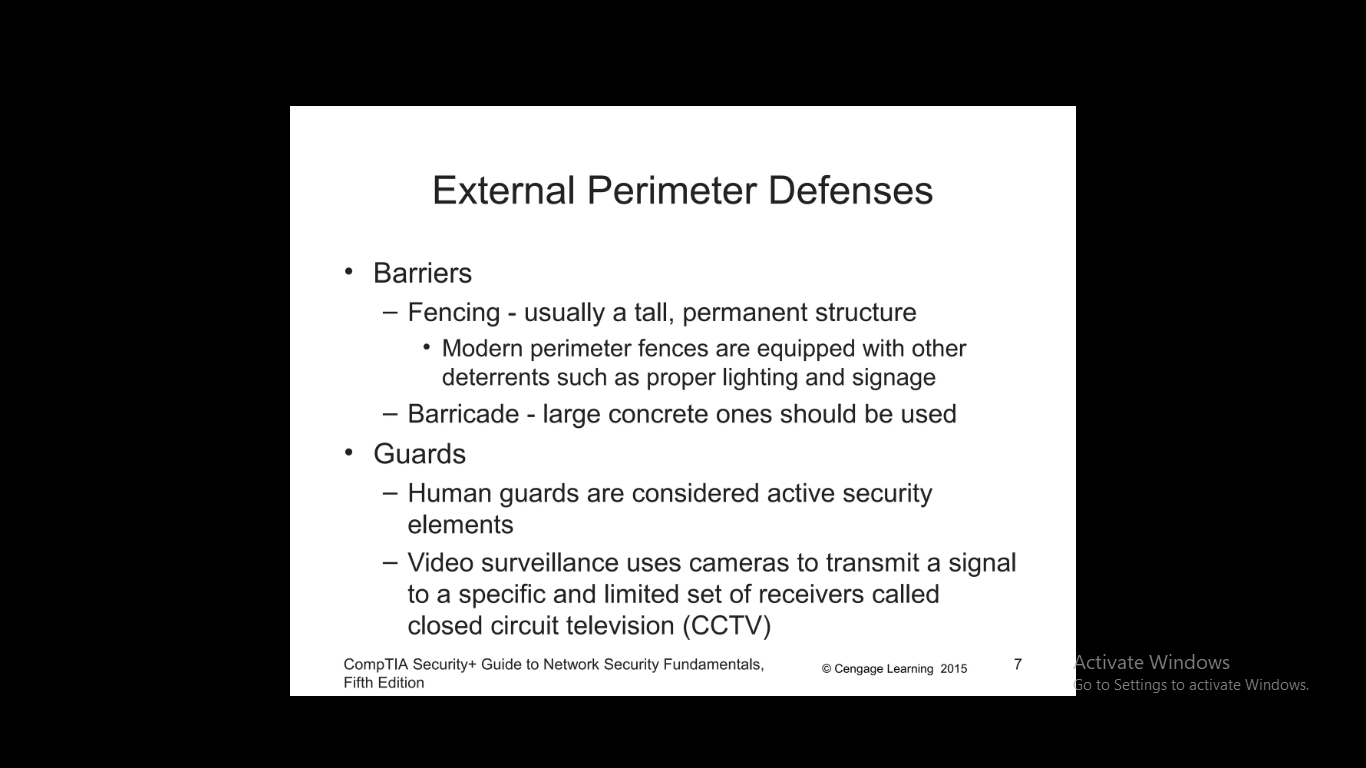 External Perimeter Defenses
• Barriers
– Fencing - usually a tall, permanent structure
• Modern perimeter fences are equipped with other
deterrents such as proper lighting and signage
– Barricade - large concrete ones should be used
• Guards
– Human guards are considered active security
elements
– Video surveillance uses cameras to transmit a signal
to a specific and limited set of receivers called
closed circuit television (CCTV)
CompTIA Security+ Guide to Network Security Fundamentals,
Fifth Edition
© Cengage Learning 2015
7
Activate Windows
Go to Settings to activate Windows.